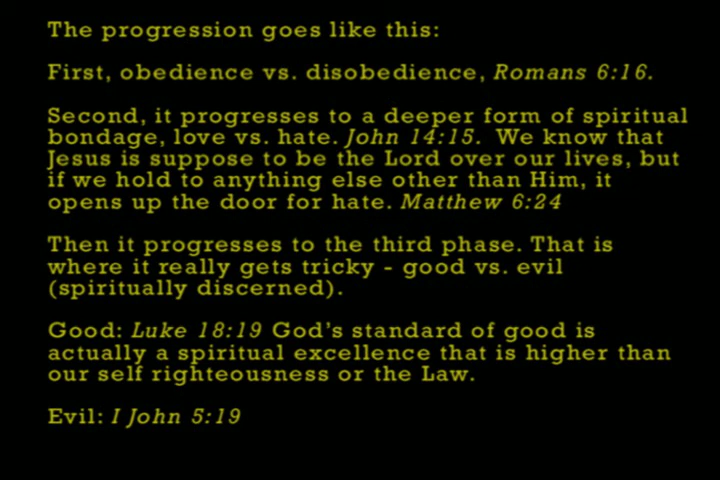 The progression goes like this:
First, obedience vs. disobedience, Romans 6:16.
Second, it progresses to a deeper form of spiritual
bondage, love vs. hate. John 14:15. We know that
Jesus is suppose to be the Lord over our lives, but
if we hold to anything else other than Him, it
opens up the door for hate. Matthew 6:24
Then it progresses to the third phase. That is
where it really gets tricky - good vs. evil
(spiritually discerned).
Good: Luke 18:19 God's standard of good is
actually a spiritual excellence that is higher than
our self righteousness or the Law.
Evil: I John 5:19